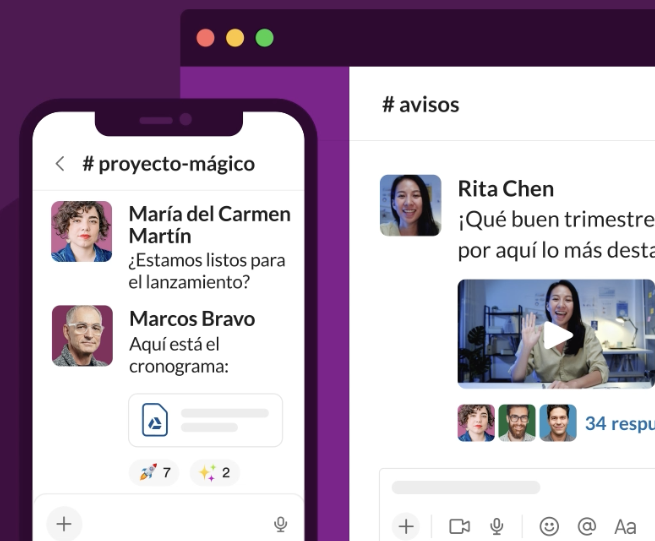 # proyecto-mágico
María del Carmen
Martín
¿Estamos listos para
el lanzamiento?
Marcos Bravo
Aquí está el
cronograma:
7
2
# avisos
Rita Chen
¡Qué buen trimestre
por aquí lo más desta
34 respu
@
Aa